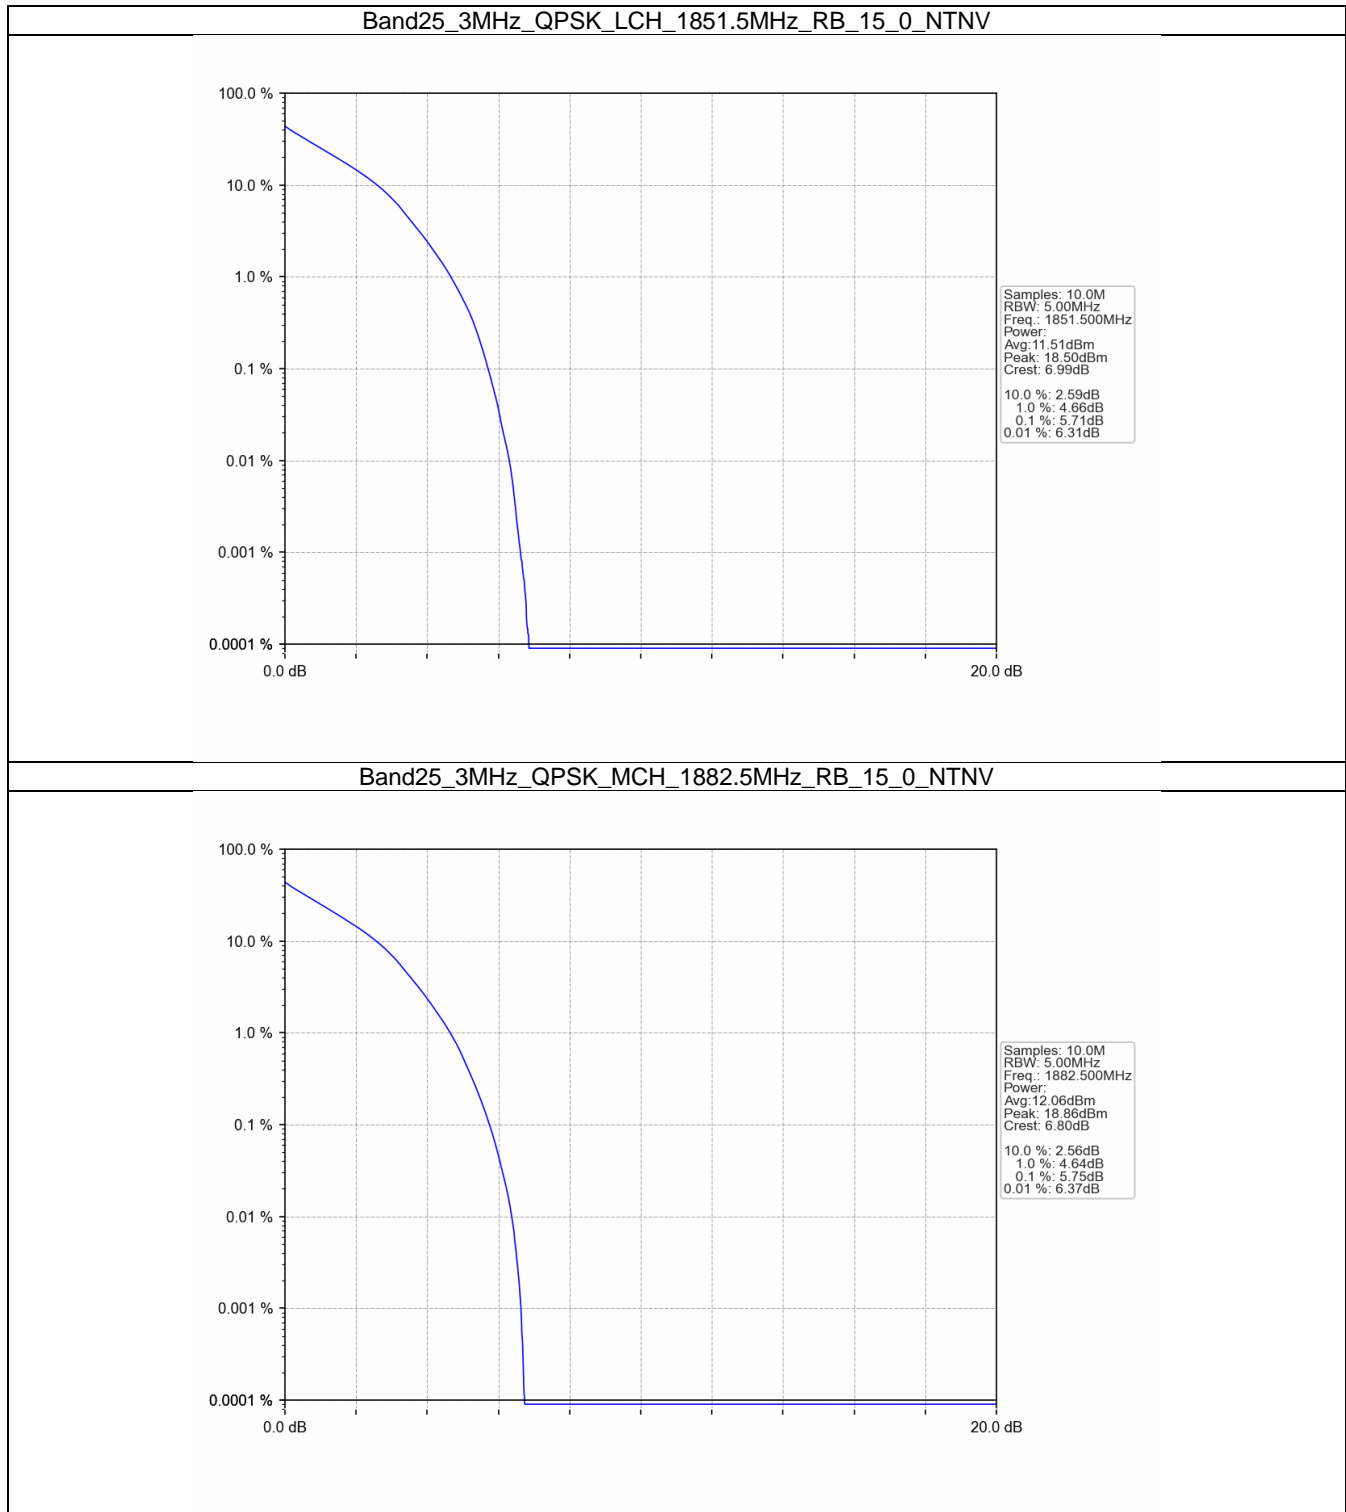 Band25_3MHz_QPSK_LCH_1851.5MHz_RB_15_0_NTNV
100.0 %
10.0 %
1.0 %
0.1 %
0.01 %
0.001 %
0.0001 %
0.0 dB
20.0 dB
Samples: 10.0M
RBW: 5.00MHz
Freq.: 1851.500MHz
Power:
Avg:11.51dBm
Peak: 18.50dBm
Crest: 6.99dB
10.0 %: 2.59dB
1.0 %: 4.66dB
0.1 %: 5.71dB
0.01 %: 6.31dB
Band25_3MHz_QPSK_MCH_1882.5MHz_RB_15_0_NTNV
100.0 %
10.0 %
1.0 %
0.1 %
0.01 %
0.001 %
0.0001 %
0.0 dB
20.0 dB
Samples: 10.0M
RBW: 5.00MHz
Freq.: 1882.500MHz
Power:
Avg:12.06dBm
Peak: 18.86dBm
Crest: 6.80dB
10.0 %: 2.56dB
1.0 %: 4.64dB
0.1 %: 5.75dB
0.01 %: 6.37dB